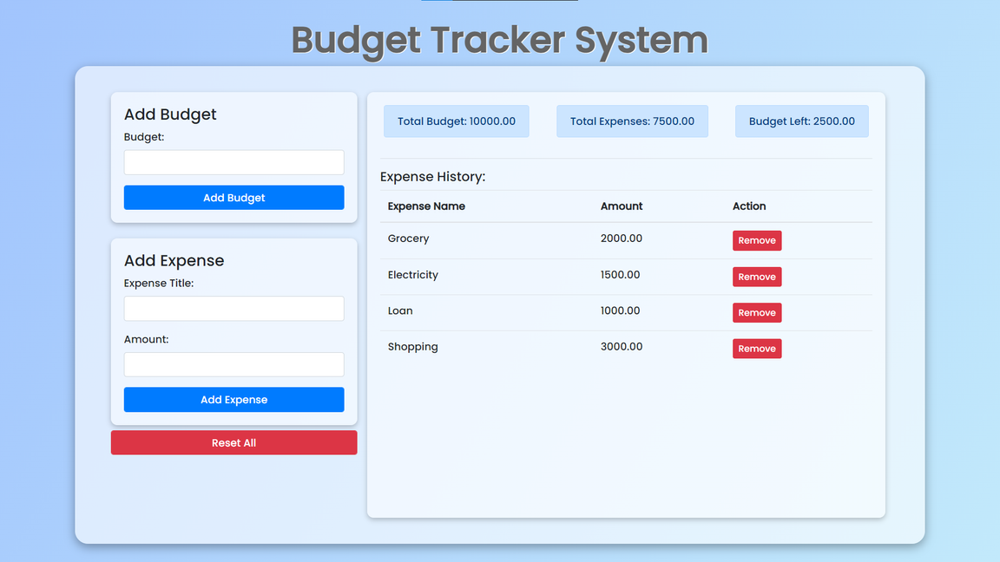 Budget Tracker System
Add Budget
Budget:
Add Budget
Add Expense
Expense Title:
Amount:
Add Expense
Reset All
Total Budget: 10000.00 Total Expenses: 7500.00 Budget Left: 2500.00
Expense History:
Expense Name Amount Action
Grocery 2000.00 Remove
Electricity 1500.00 Remove
Loan 1000.00 Remove
Shopping 3000.00 Remove